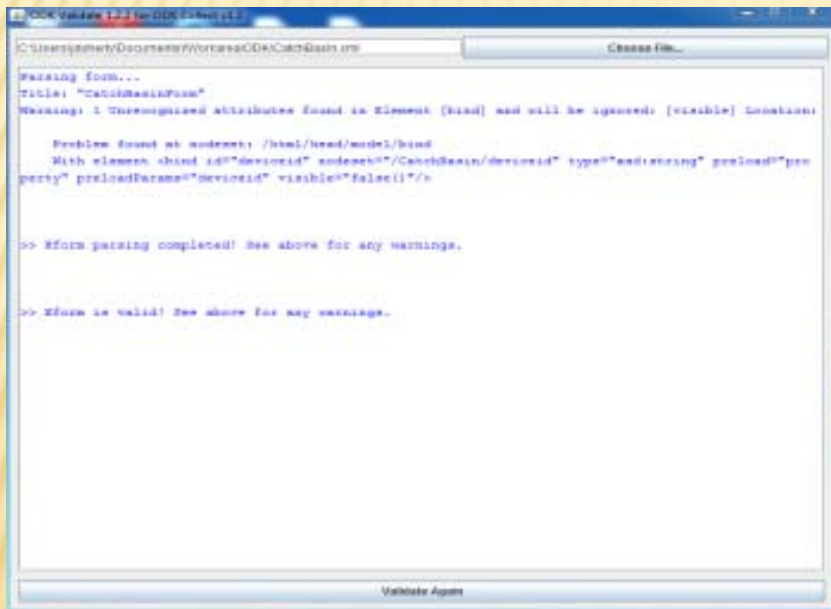 ODK Validate 1.2.2 for ODK Collect v1.2
Choose File...
Parsing form...
Title: "CatchBasinForm"
Warning: 1 Unrecognized attributes found in Element [bind] and will be ignored: [visible] Location:
Problem found at nodeset: /html/head/model/bind
With element <bind id="deviceid" nodeset="/CatchBasin/deviceid" type="xsd:string" preload="pro
perty" preloadParams="deviceid" visible="false()"/>
>> Xform parsing completed! See above for any warnings.
>> Xform is valid! See above for any warnings.
Validate Again